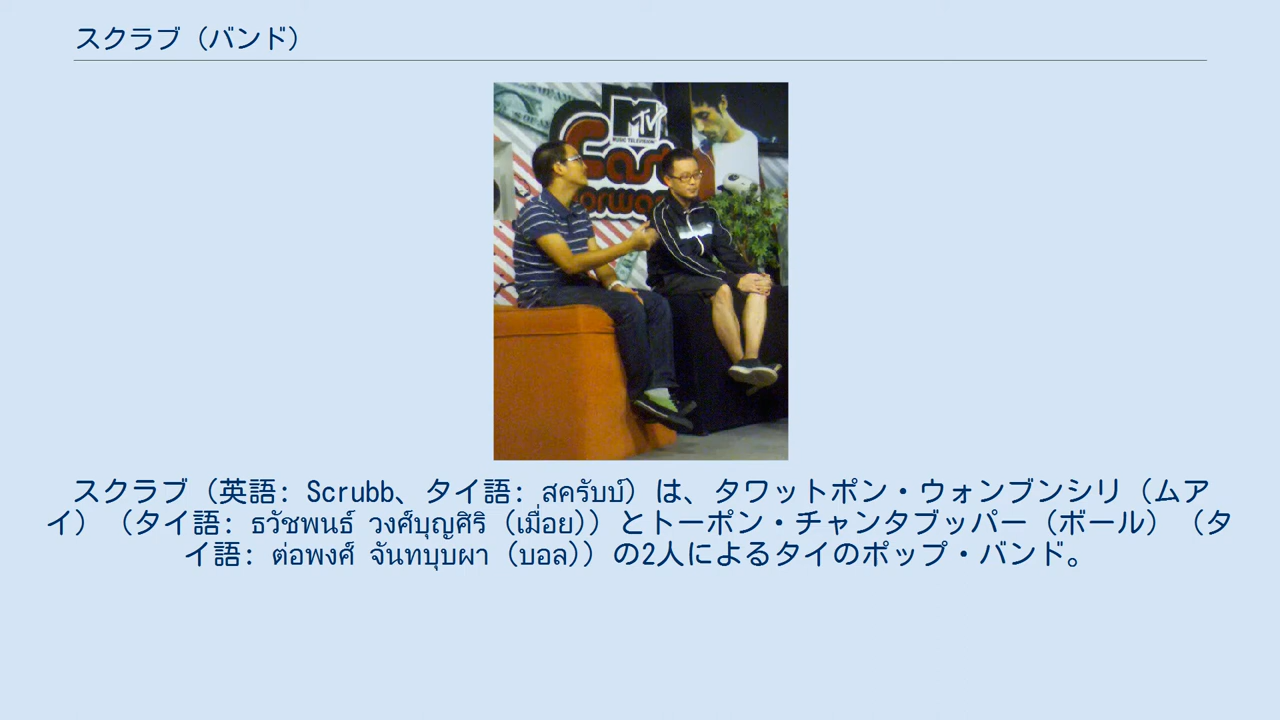 スクラブ（バンド）
MTV
MUSIC TELEVISION
スクラブ（英語: Scrubb、タイ語: สครับบ์）は、タワットポン・ウォンブンシリ（ムア
イ）（タイ語: ธวัชพนธ์ วงศ์บุญศิริ (เมื่อย)）とトーポン・チャンタブッパー（ボール）（タ
イ語: ต่อพงศ์ จันทบุบผา (บอล)）の2人によるタイのポップ・バンド。